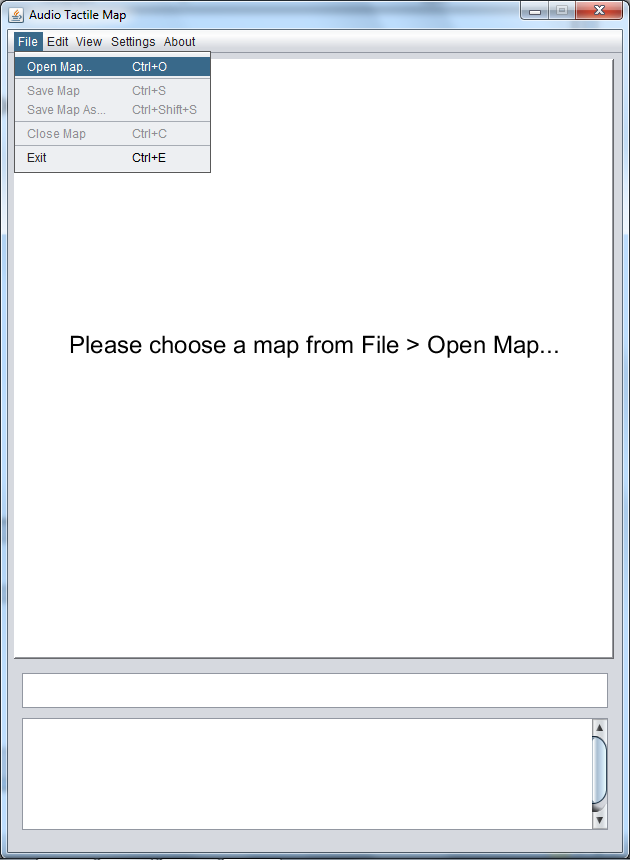 Audio Tactile Map
File Edit View Settings About
Open Map... Ctrl+O
Save Map Ctrl+S
Save Map As... Ctrl+Shift+S
Close Map Ctrl+C
Exit Ctrl+E
Please choose a map from File > Open Map...